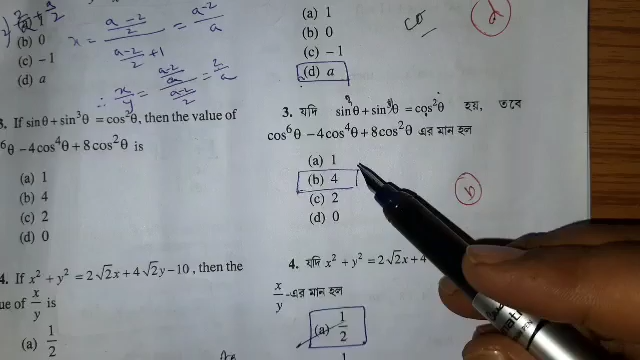 (b) 0
(c) −1
(d) a
x = (a−2)/2 / ((a−2)/2 + 1) = (a−2)/a
∴ x/y = = 2/a
3. If sinθ + sin³θ = cos²θ, then the value of
⁶θ − 4cos⁴θ + 8cos²θ is
(a) 1
(b) 4
(c) 2
(d) 0
4. If x² + y² = 2√2x + 4√2y − 10, then the
ue of x/y is
(a) 1/2
(a) 1
(b) 0
(c) −1
(d) a
d
3. যদি sinθ + sin³θ = cos²θ হয়, তবে
cos⁶θ − 4cos⁴θ + 8cos²θ এর মান হল
(a) 1
(b) 4
(c) 2
(d) 0
b
4. যদি x² + y² = 2√2x + 4
x/y -এর মান হল
(a) 1/2